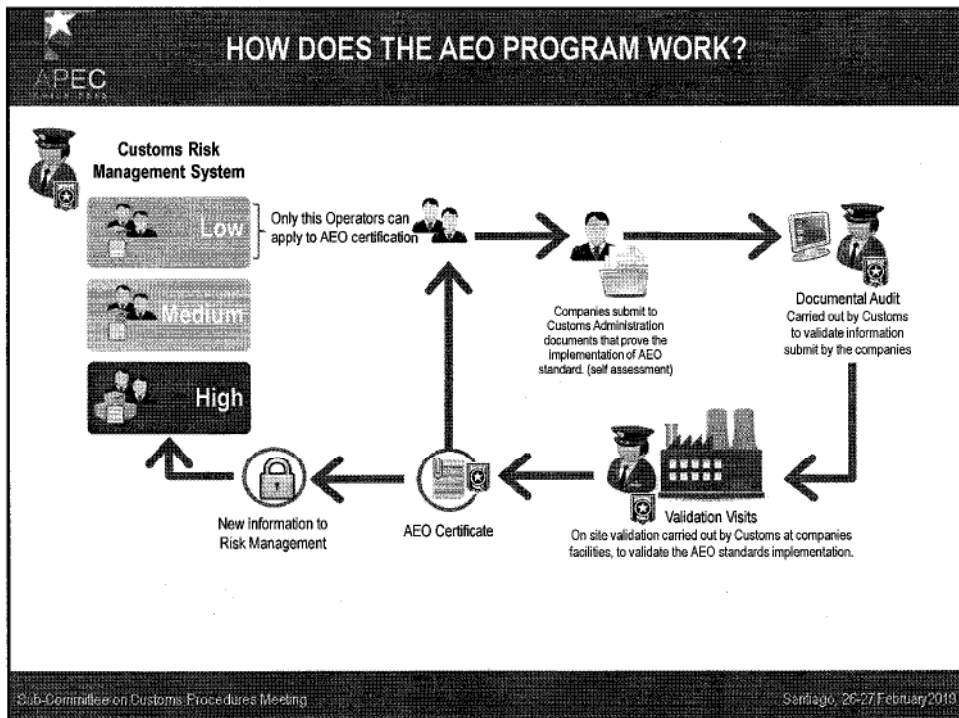 APEC
HOW DOES THE AEO PROGRAM WORK?
Customs Risk
Management System
Low
Only this Operators can
apply to AEO certification
Medium
High
Companies submit to
Customs Administration
documents that prove the
implementation of AEO
standard. (self assessment)
Documental Audit
Carried out by Customs
to validate information
submit by the companies
New information to
Risk Management
AEO Certificate
Validation Visits
On site validation carried out by Customs at companies
facilities, to validate the AEO standards implementation.
Sub-Committee on Customs Procedures Meeting
Santiago, 26-27 February 2019